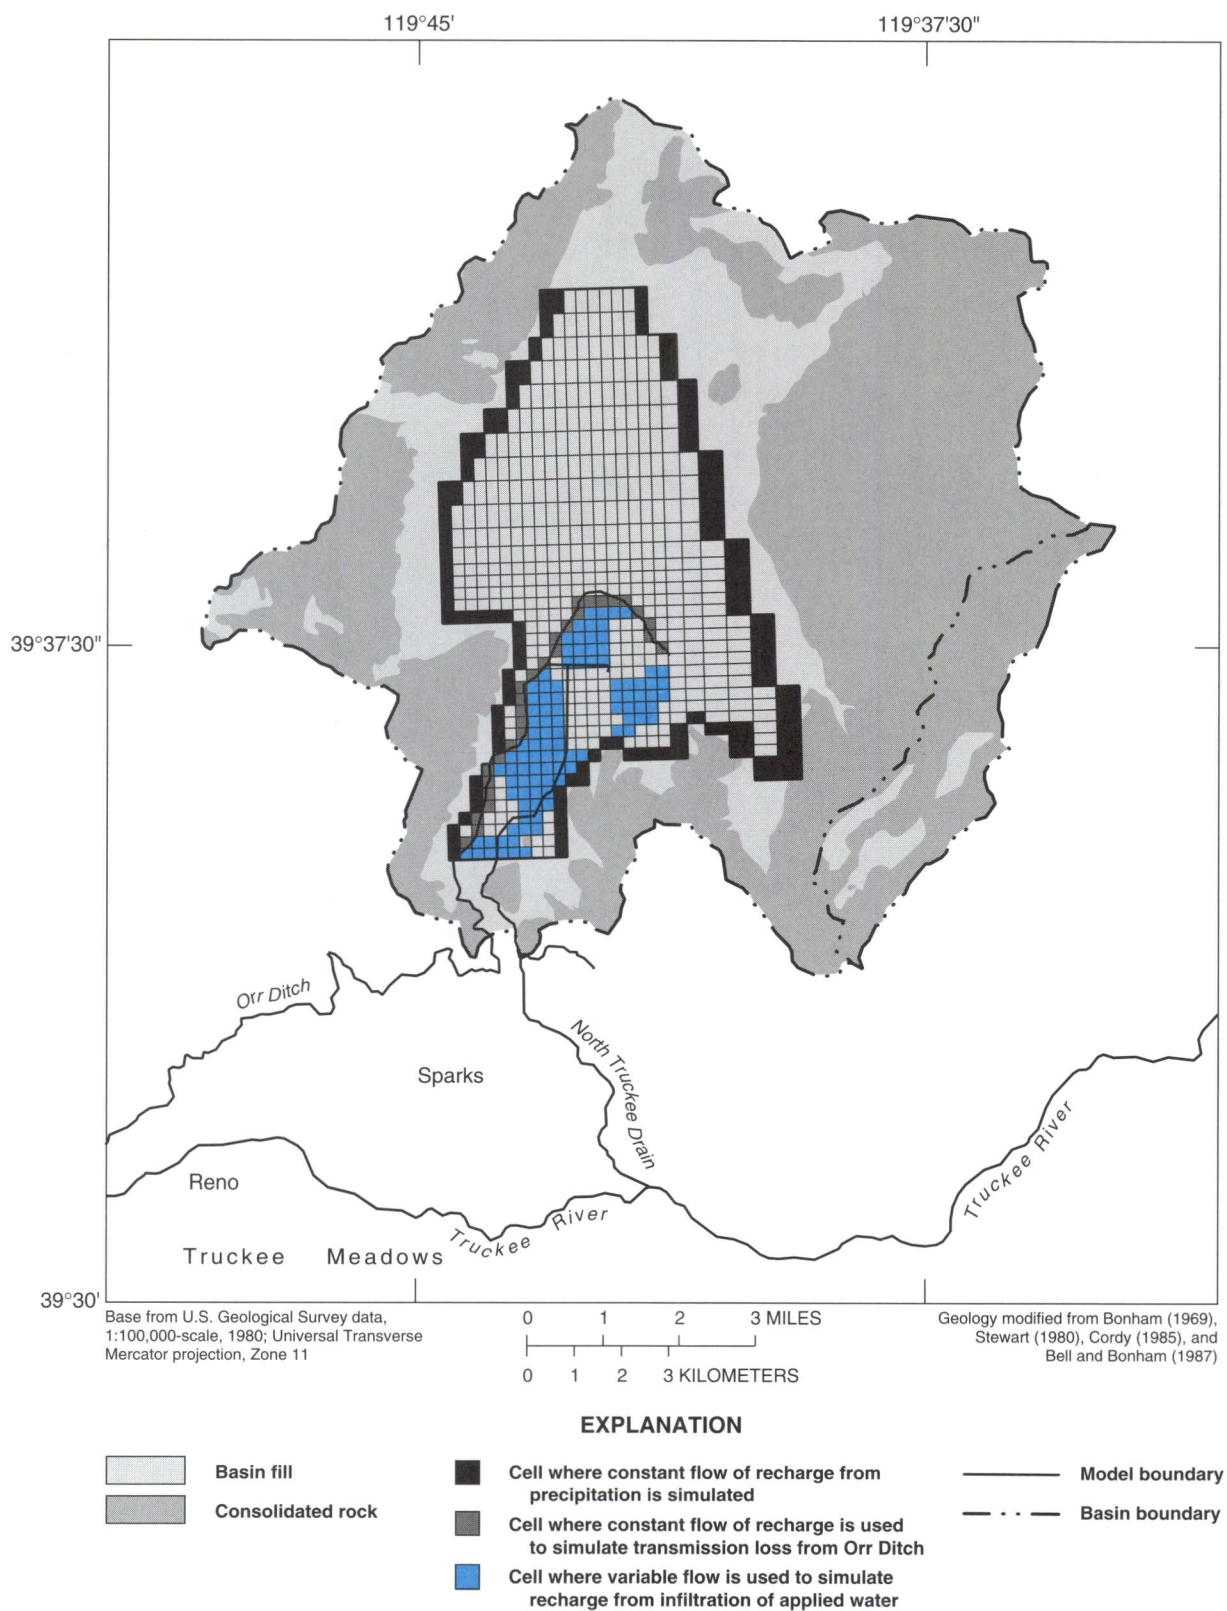 119°45'
119°37'30"
39°37'30"
Orr Ditch
Sparks
North Truckee Drain
Reno
Truckee River
Truckee River
Truckee Meadows
39°30'
Base from U.S. Geological Survey data,
1:100,000-scale, 1980; Universal Transverse
Mercator projection, Zone 11
0 1 2 3 MILES
0 1 2 3 KILOMETERS
Geology modified from Bonham (1969),
Stewart (1980), Cordy (1985), and
Bell and Bonham (1987)
EXPLANATION
Basin fill
Consolidated rock
Cell where constant flow of recharge from
precipitation is simulated
Cell where constant flow of recharge is used
to simulate transmission loss from Orr Ditch
Cell where variable flow is used to simulate
recharge from infiltration of applied water
Model boundary
Basin boundary